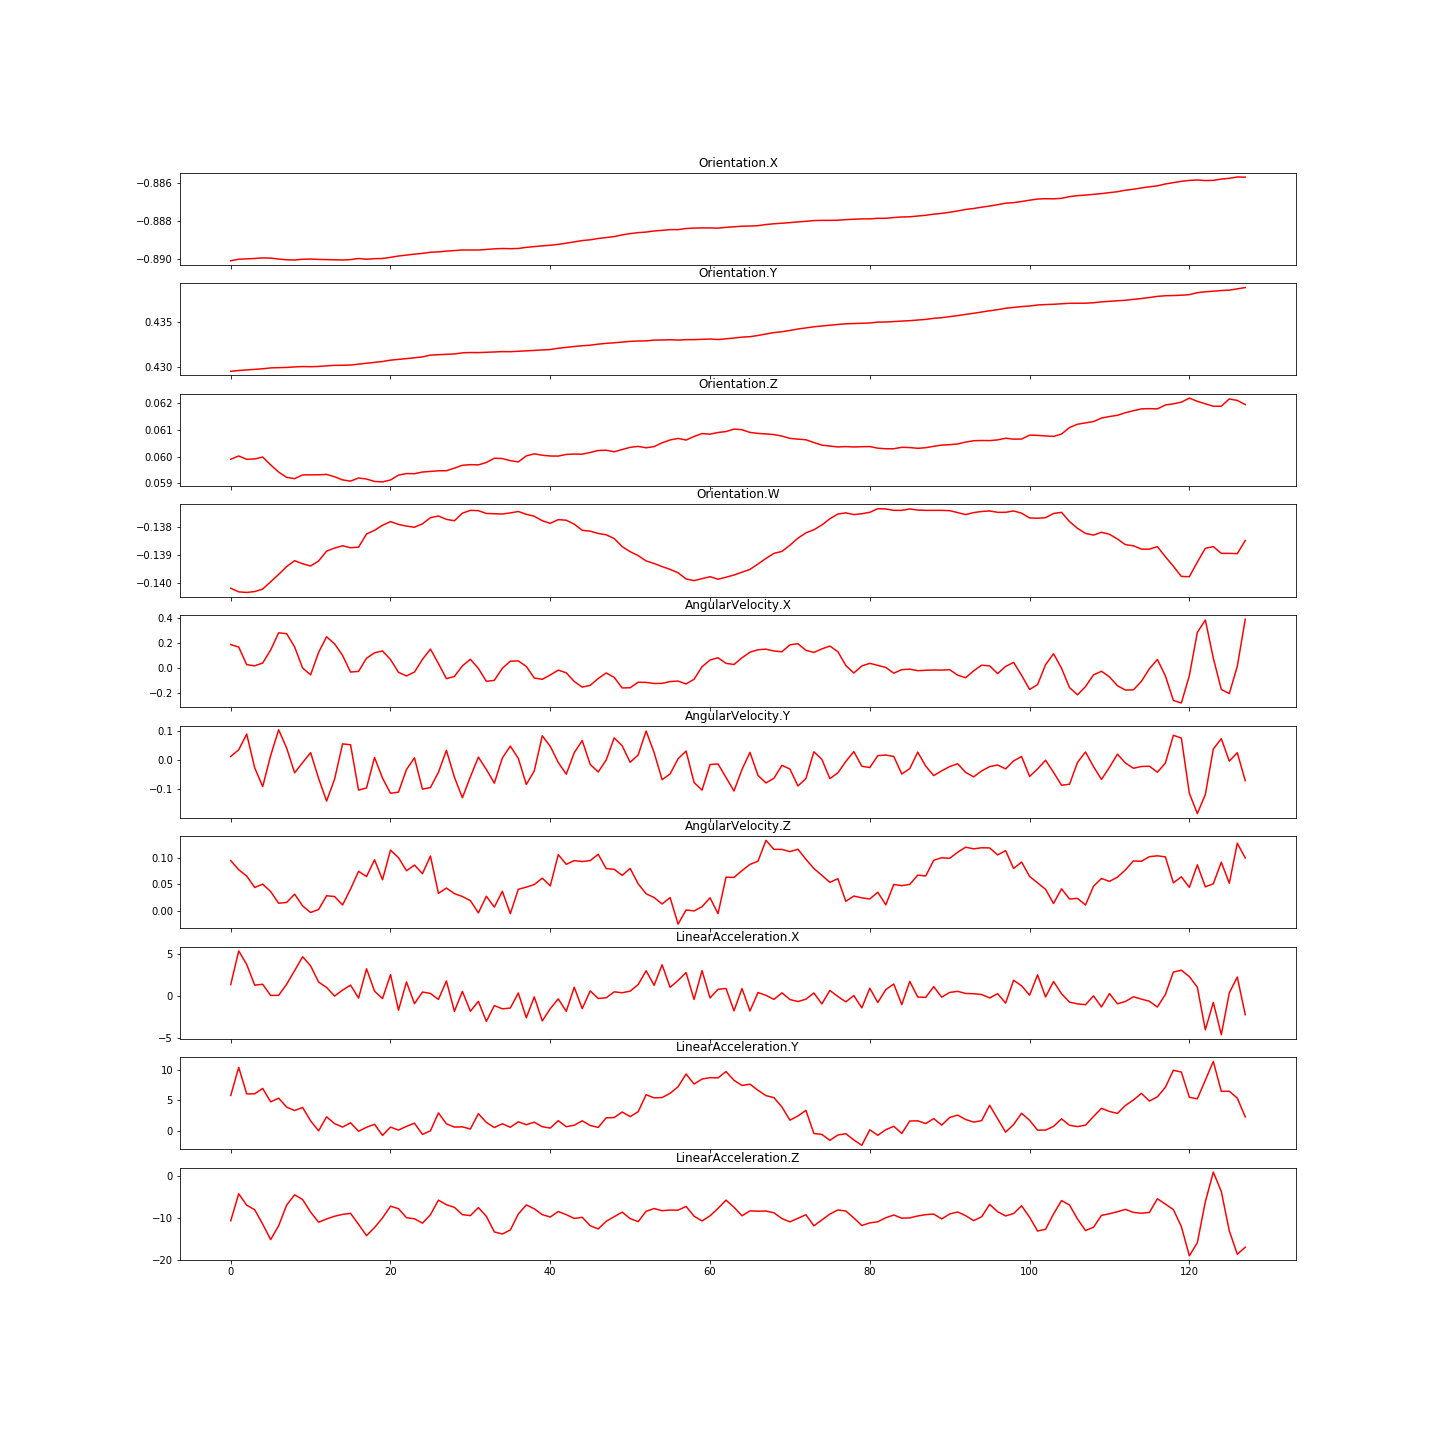 Orientation.X
−0.886
−0.888
−0.890
Orientation.Y
0.435
0.430
Orientation.Z
0.062
0.061
0.060
0.059
Orientation.W
−0.138
−0.139
−0.140
AngularVelocity.X
0.4
0.2
0.0
−0.2
AngularVelocity.Y
0.1
0.0
−0.1
AngularVelocity.Z
0.10
0.05
0.00
LinearAcceleration.X
5
0
−5
LinearAcceleration.Y
10
5
0
LinearAcceleration.Z
0
−10
−20
0 20 40 60 80 100 120